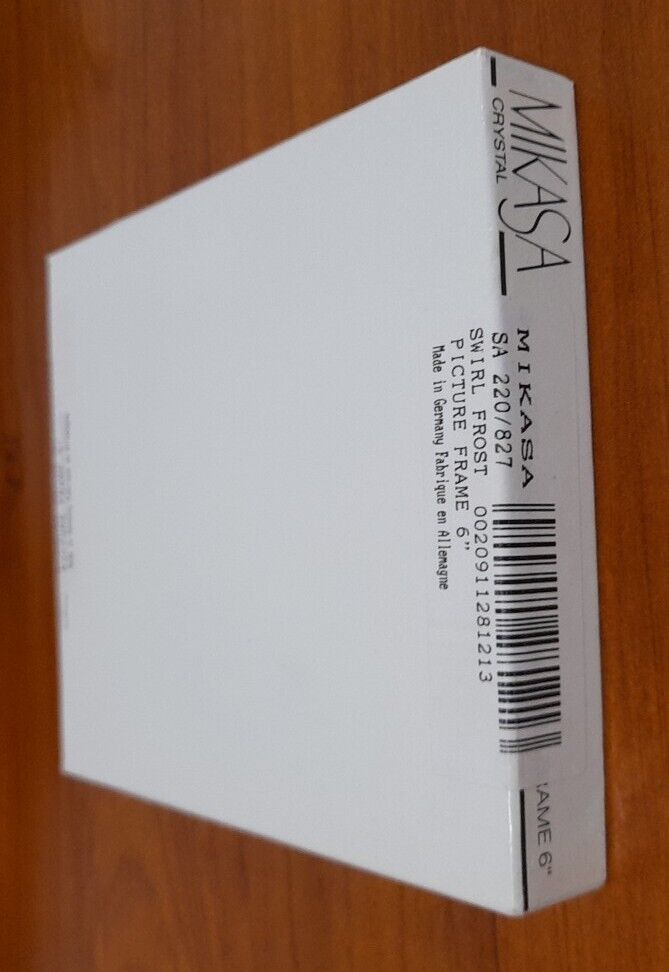 MIKASA
CRYSTAL
MIKASA
SA 220/827
SWIRL FROST 0020911281213
PICTURE FRAME 6"
Made in Germany Fabrique en Allemagne
AME 6"